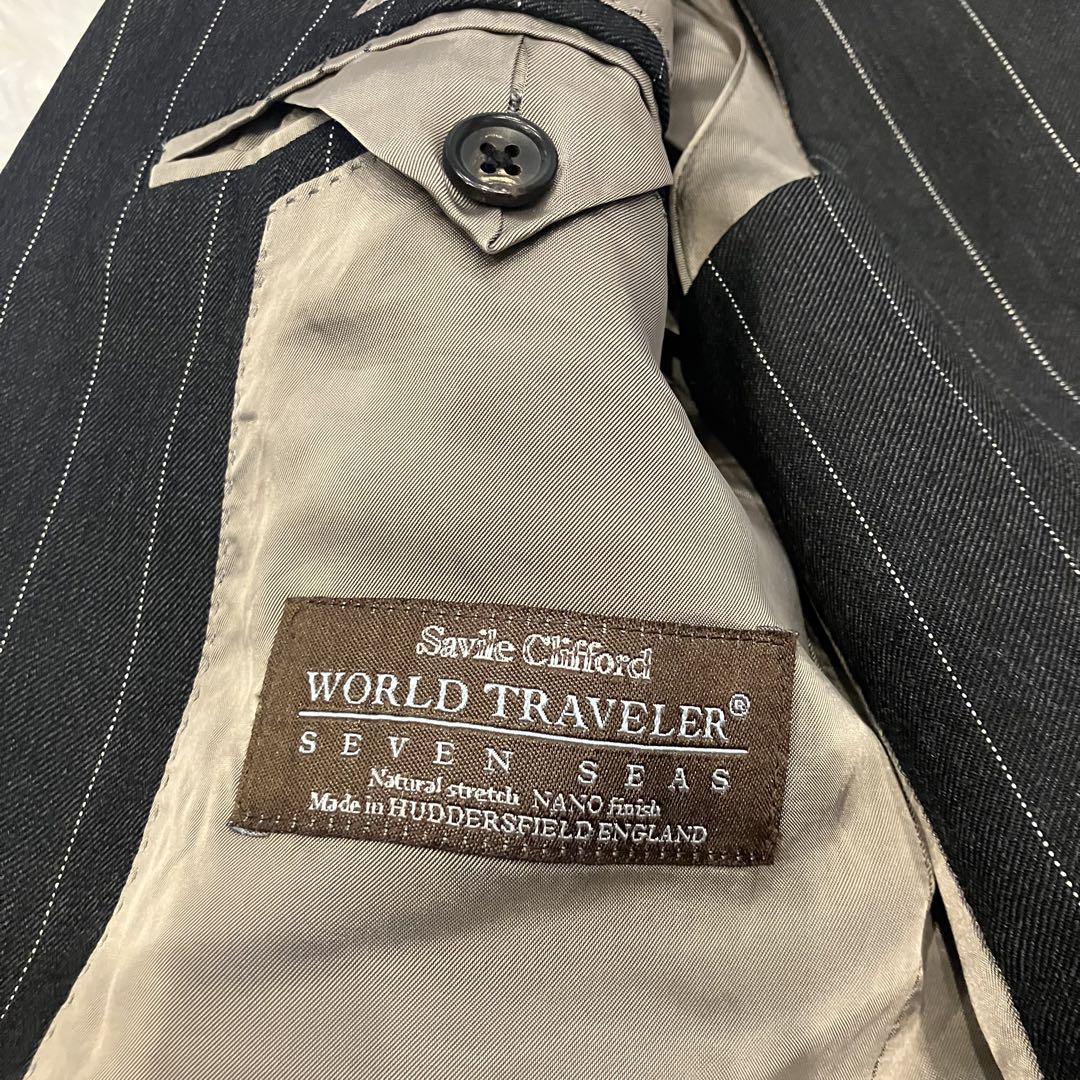 Savile Clifford
WORLD TRAVELER®
SEVEN SEAS
Natural stretch NANO finish
Made in HUDDERSFIELD ENGLAND